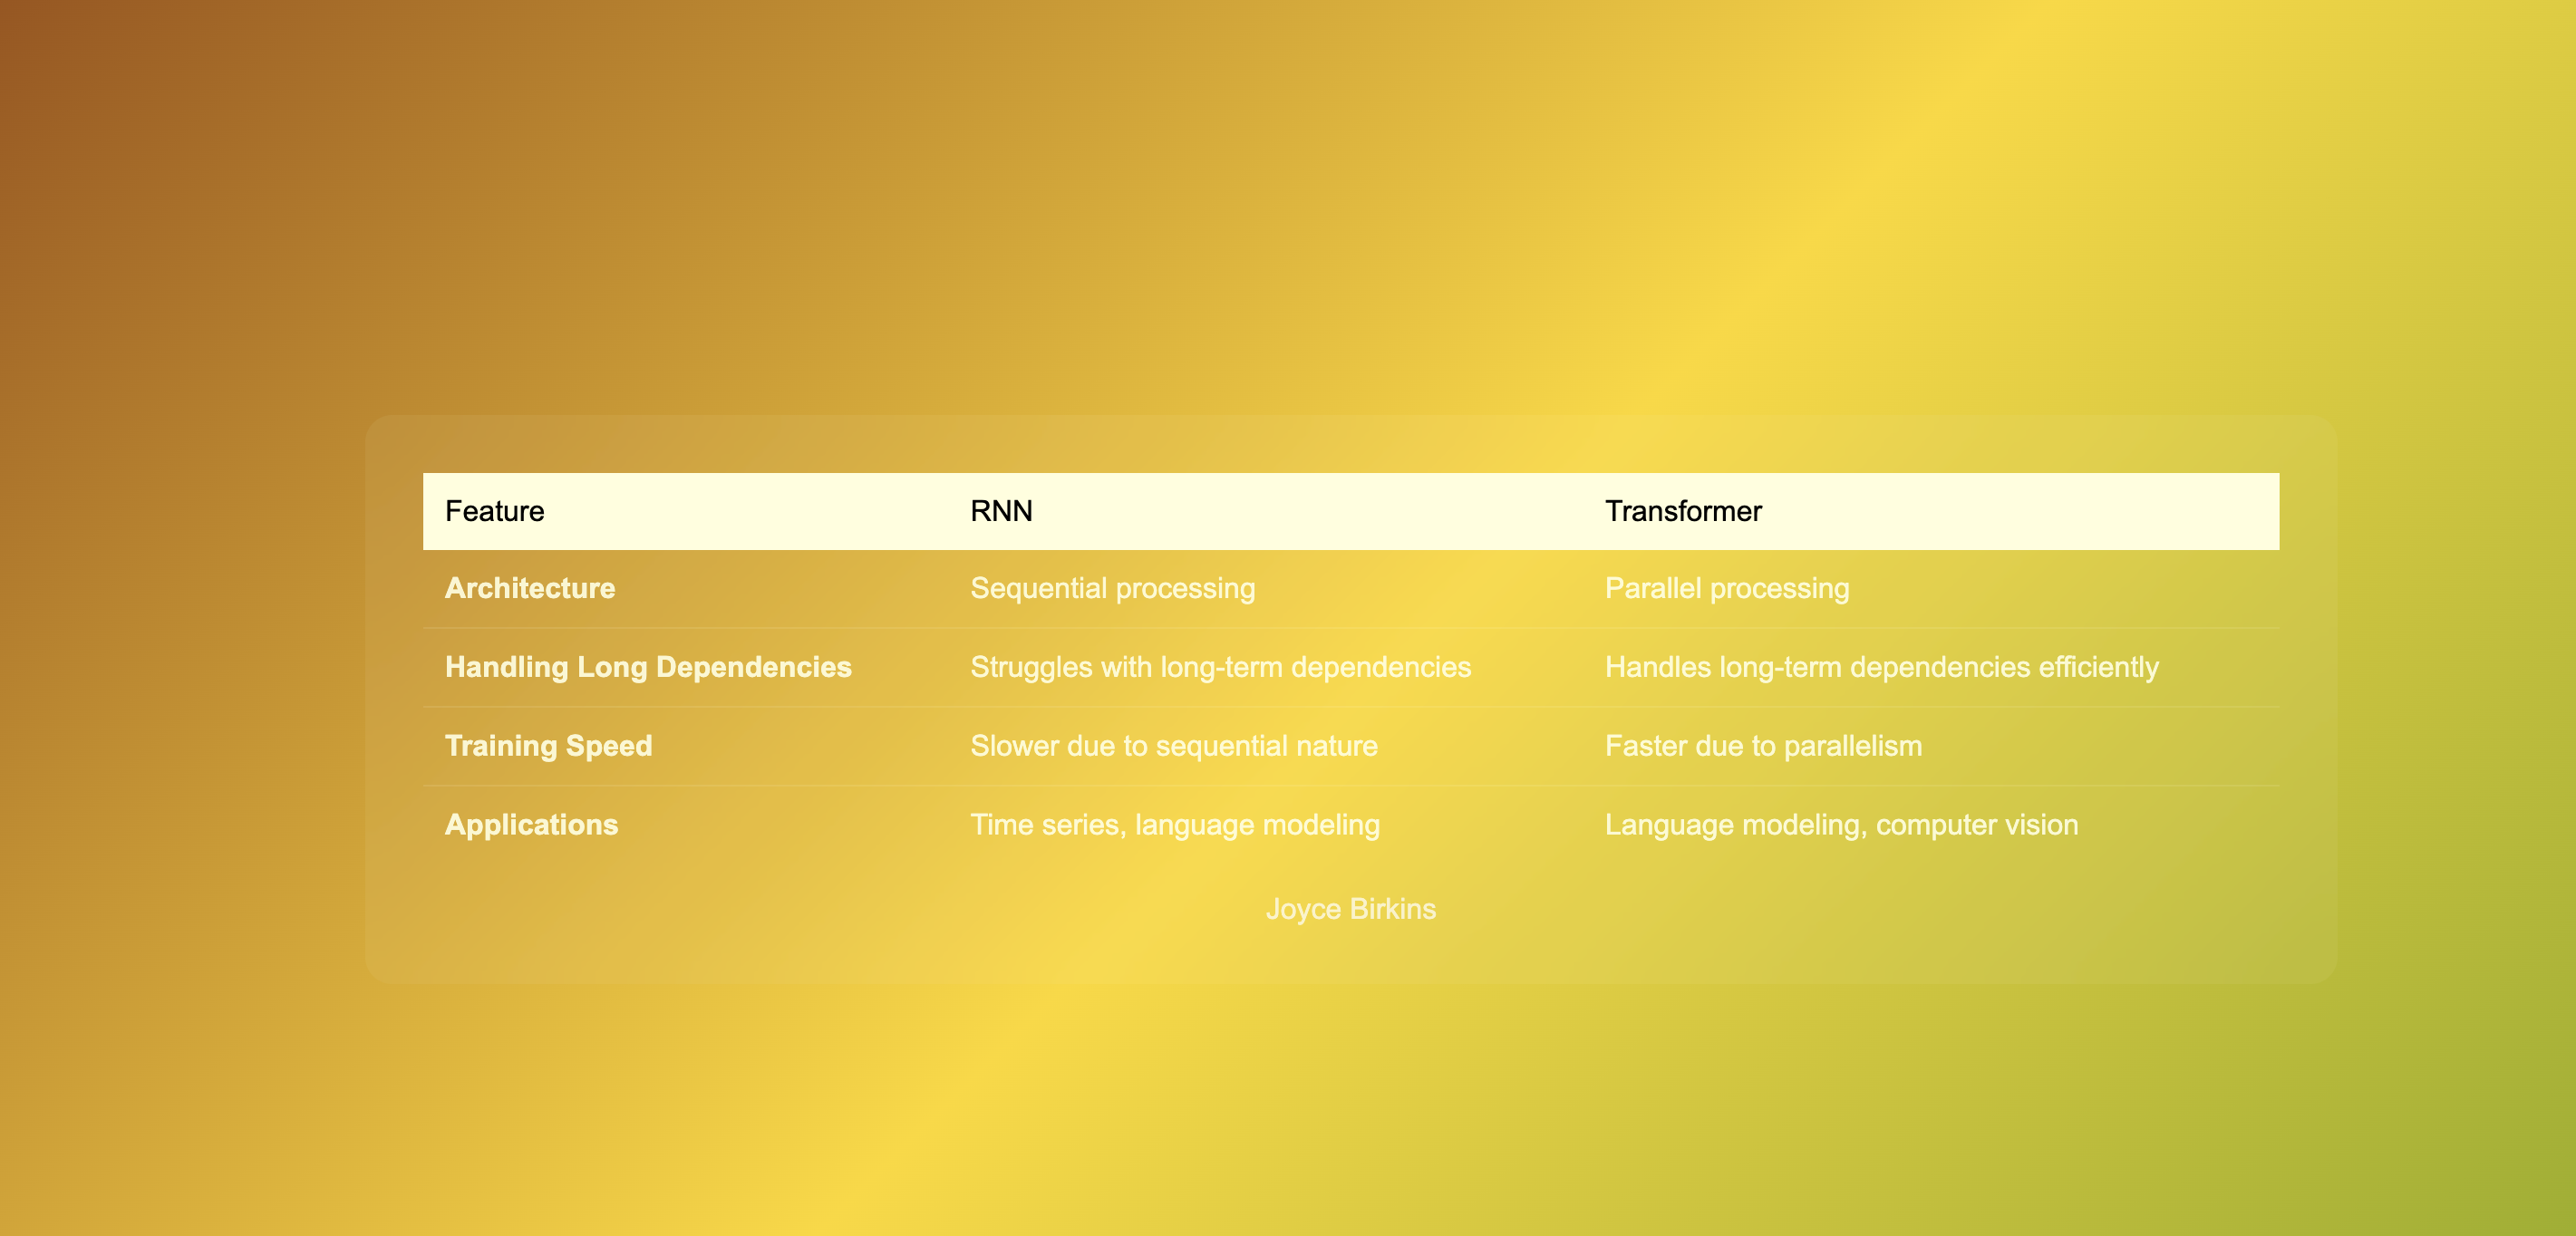 Feature RNN Transformer
Architecture Sequential processing Parallel processing
Handling Long Dependencies Struggles with long-term dependencies Handles long-term dependencies efficiently
Training Speed Slower due to sequential nature Faster due to parallelism
Applications Time series, language modeling Language modeling, computer vision
Joyce Birkins